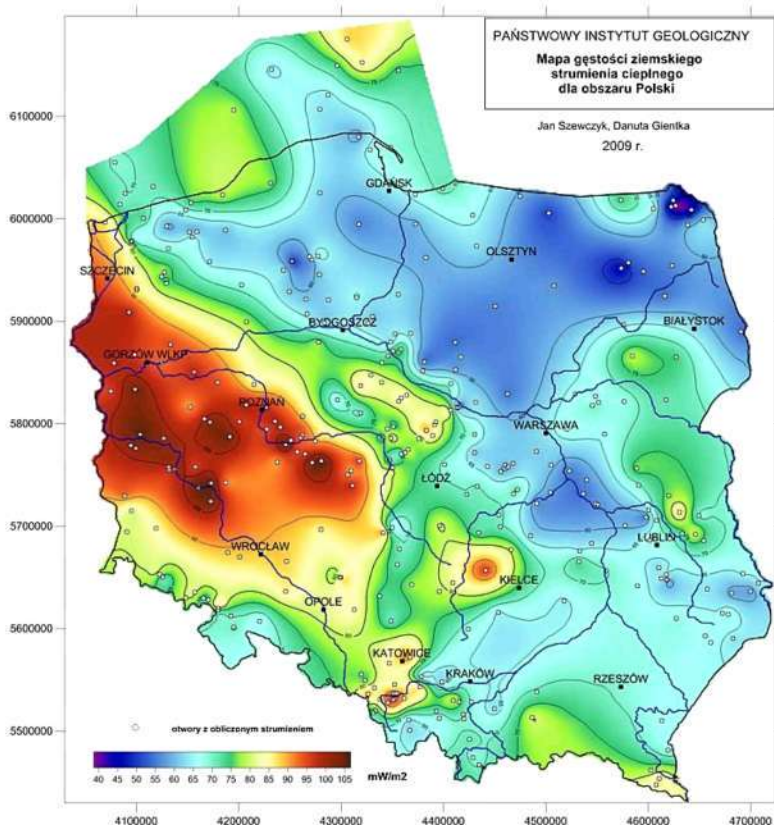 PAŃSTWOWY INSTYTUT GEOLOGICZNY
Mapa gęstości ziemskiego
strumienia cieplnego
dla obszaru Polski
Jan Szewczyk, Danuta Gientka
2009 r.
6100000
6000000
5900000
5800000
5700000
5600000
5500000
GDAŃSK
OLSZTYN
SZCZECIN
BYDGOSZCZ
BIAŁYSTOK
GORZÓW WLKP
POZNAŃ
WARSZAWA
ŁÓDŹ
LUBLIN
WROCŁAW
KIELCE
OPOLE
KATOWICE
KRAKÓW
RZESZÓW
otwory z obliczonym strumieniem
40 45 50 55 60 65 70 75 80 85 90 95 100 105
mW/m2
4100000 4200000 4300000 4400000 4500000 4600000 4700000